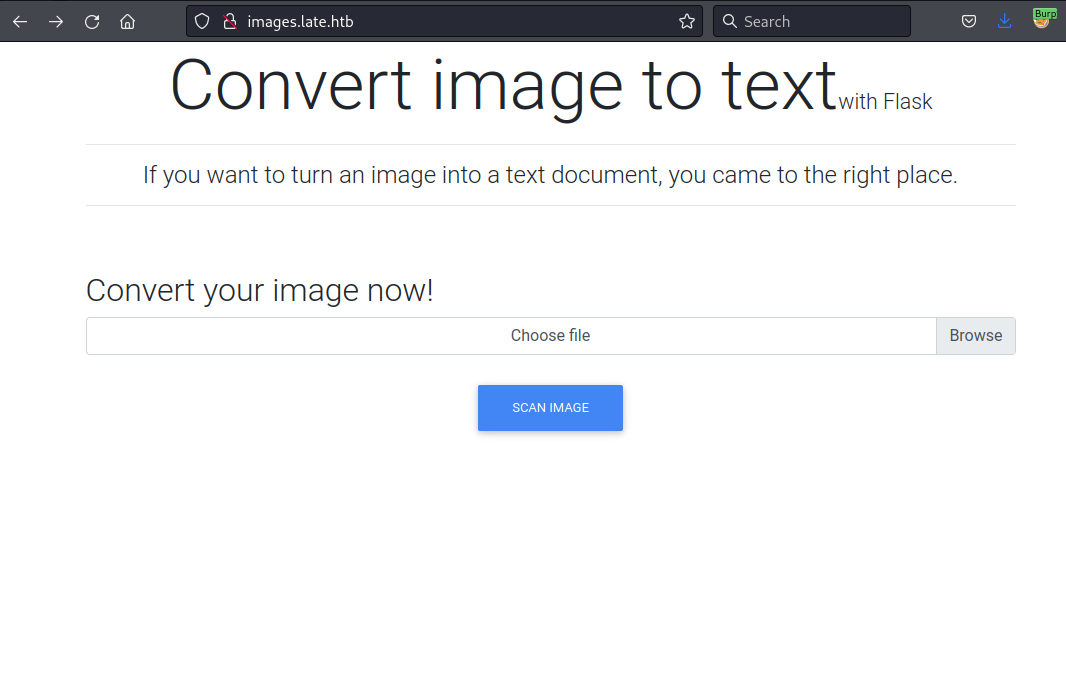 images.late.htb
Search
Burp
Convert image to text with Flask
If you want to turn an image into a text document, you came to the right place.
Convert your image now!
Choose file
Browse
SCAN IMAGE